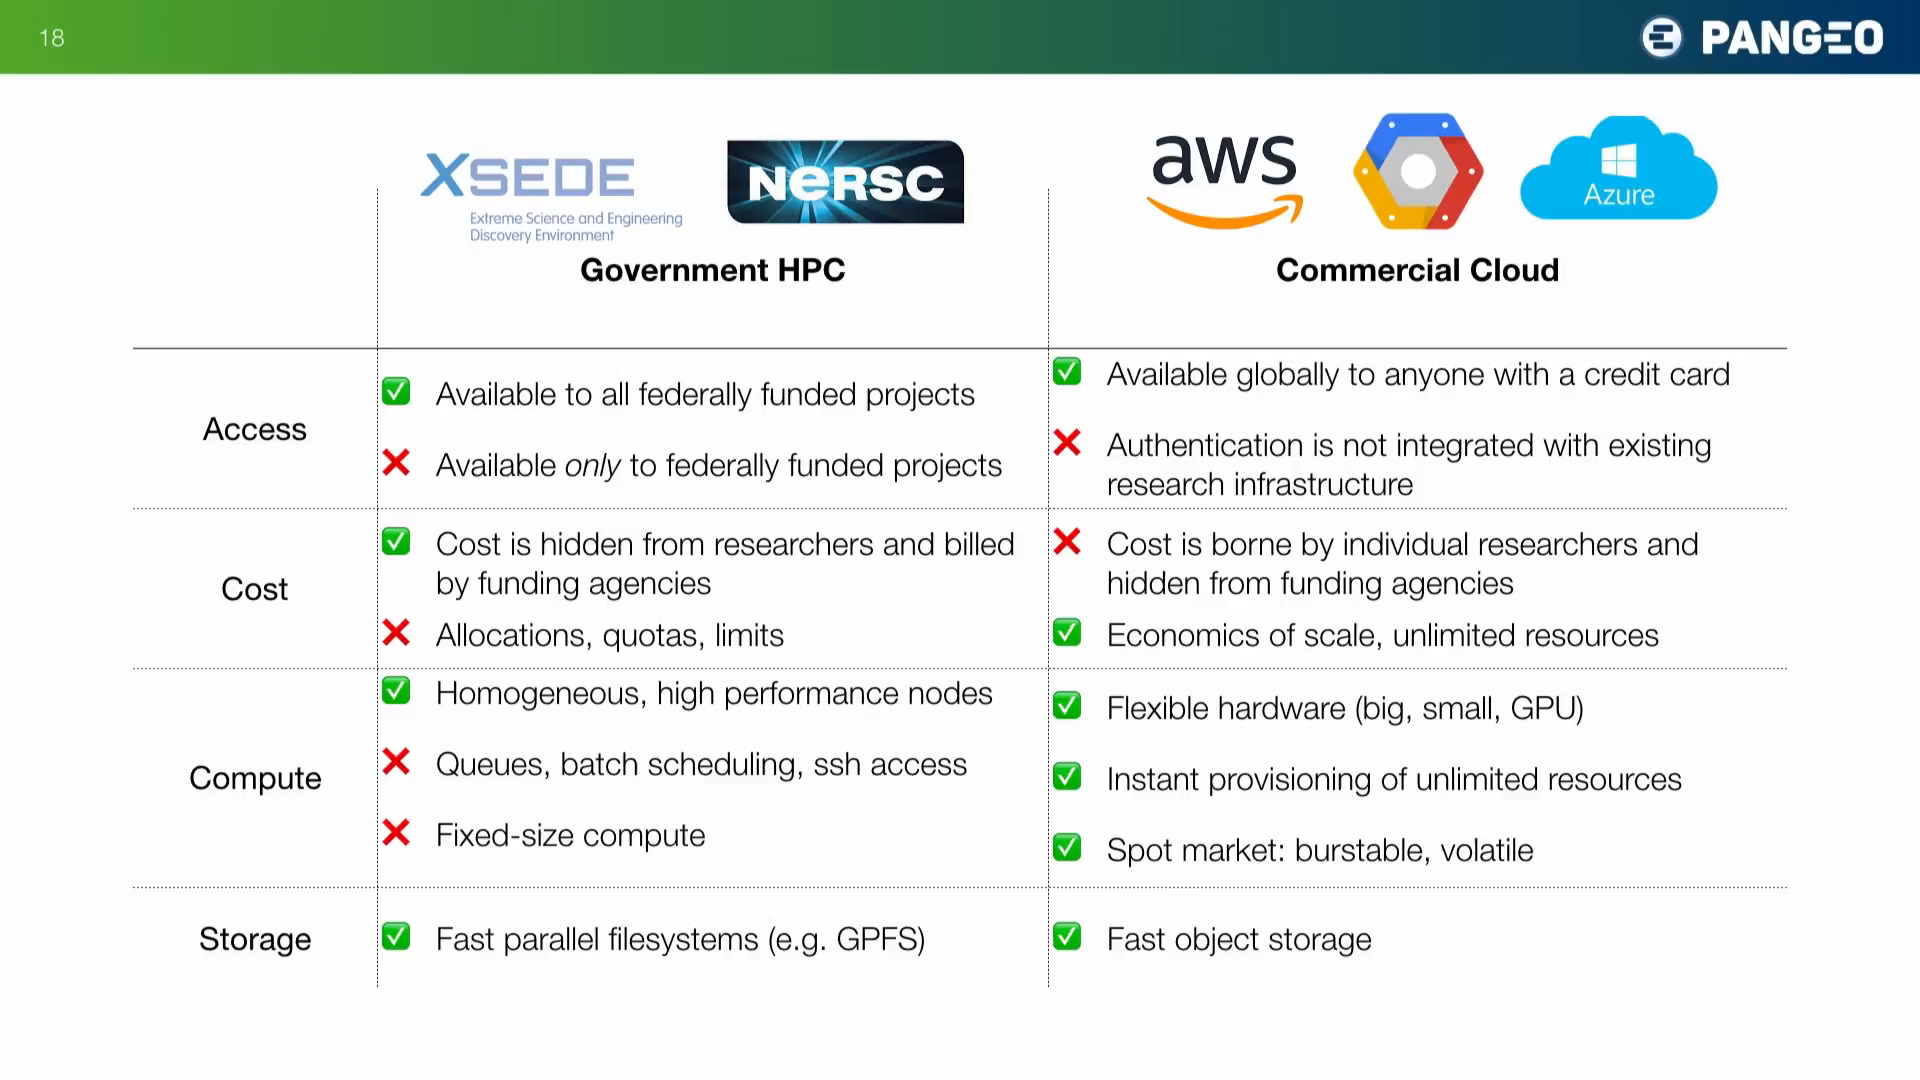 18
PANGEO
XSEDE
Extreme Science and Engineering
Discovery Environment
NERSC
aws
Azure
Government HPC
Commercial Cloud
Access
✅ Available to all federally funded projects
❌ Available only to federally funded projects
✅ Available globally to anyone with a credit card
❌ Authentication is not integrated with existing
research infrastructure
Cost
✅ Cost is hidden from researchers and billed
by funding agencies
❌ Allocations, quotas, limits
❌ Cost is borne by individual researchers and
hidden from funding agencies
✅ Economics of scale, unlimited resources
Compute
✅ Homogeneous, high performance nodes
❌ Queues, batch scheduling, ssh access
❌ Fixed-size compute
✅ Flexible hardware (big, small, GPU)
✅ Instant provisioning of unlimited resources
✅ Spot market: burstable, volatile
Storage
✅ Fast parallel filesystems (e.g. GPFS)
✅ Fast object storage